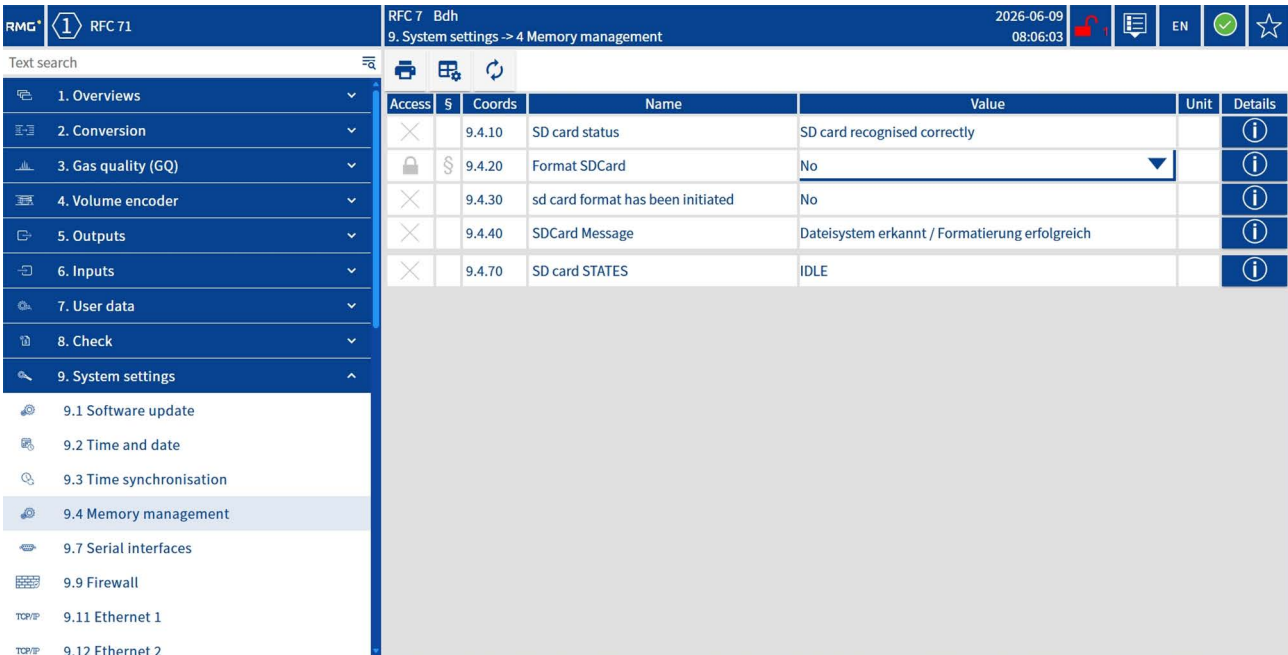 RMG
1
RFC 71
RFC 7 Bdh
9. System settings -> 4 Memory management
2026-06-09
08:06:03
1
EN
Text search
1. Overviews
2. Conversion
3. Gas quality (GQ)
4. Volume encoder
5. Outputs
6. Inputs
7. User data
8. Check
9. System settings
9.1 Software update
9.2 Time and date
9.3 Time synchronisation
9.4 Memory management
9.7 Serial interfaces
9.9 Firewall
TCP/IP 9.11 Ethernet 1
TCP/IP 9.12 Ethernet 2
Access § Coords Name Value Unit Details
9.4.10 SD card status SD card recognised correctly
§ 9.4.20 Format SDCard No
9.4.30 sd card format has been initiated No
9.4.40 SDCard Message Dateisystem erkannt / Formatierung erfolgreich
9.4.70 SD card STATES IDLE